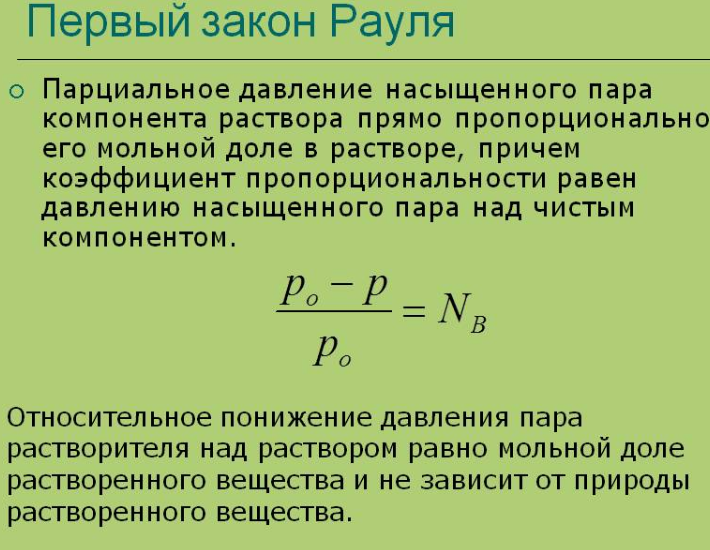 Первый закон Рауля
Парциальное давление насыщенного пара
компонента раствора прямо пропорционально
его мольной доле в растворе, причем
коэффициент пропорциональности равен
давлению насыщенного пара над чистым
компонентом.
(p₀ − p) / p₀ = N_B
Относительное понижение давления пара
растворителя над раствором равно мольной доле
растворенного вещества и не зависит от природы
растворенного вещества.